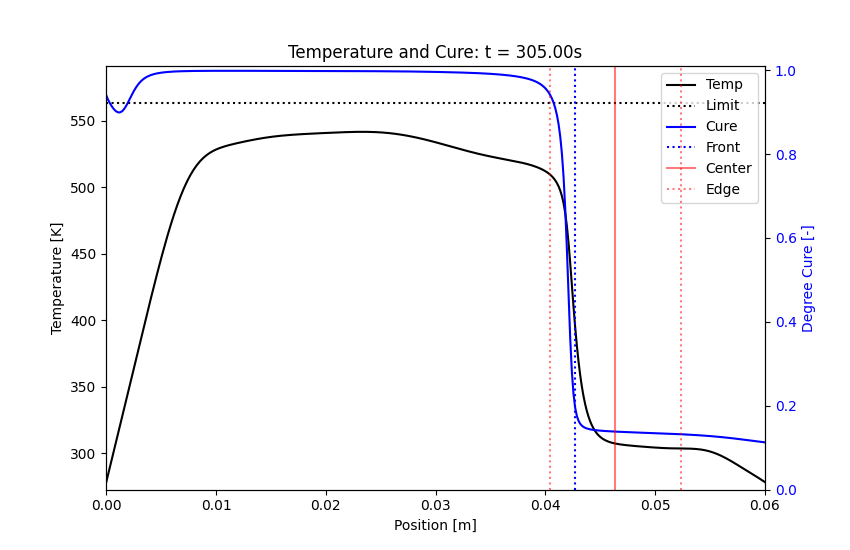 Temperature and Cure: t = 305.00s
Temperature [K]
550
500
450
400
350
300
0.00 0.01 0.02 0.03 0.04 0.05 0.06
Position [m]
1.0
0.8
0.6
0.4
0.2
0.0
Degree Cure [-]
Temp
Limit
Cure
Front
Center
Edge